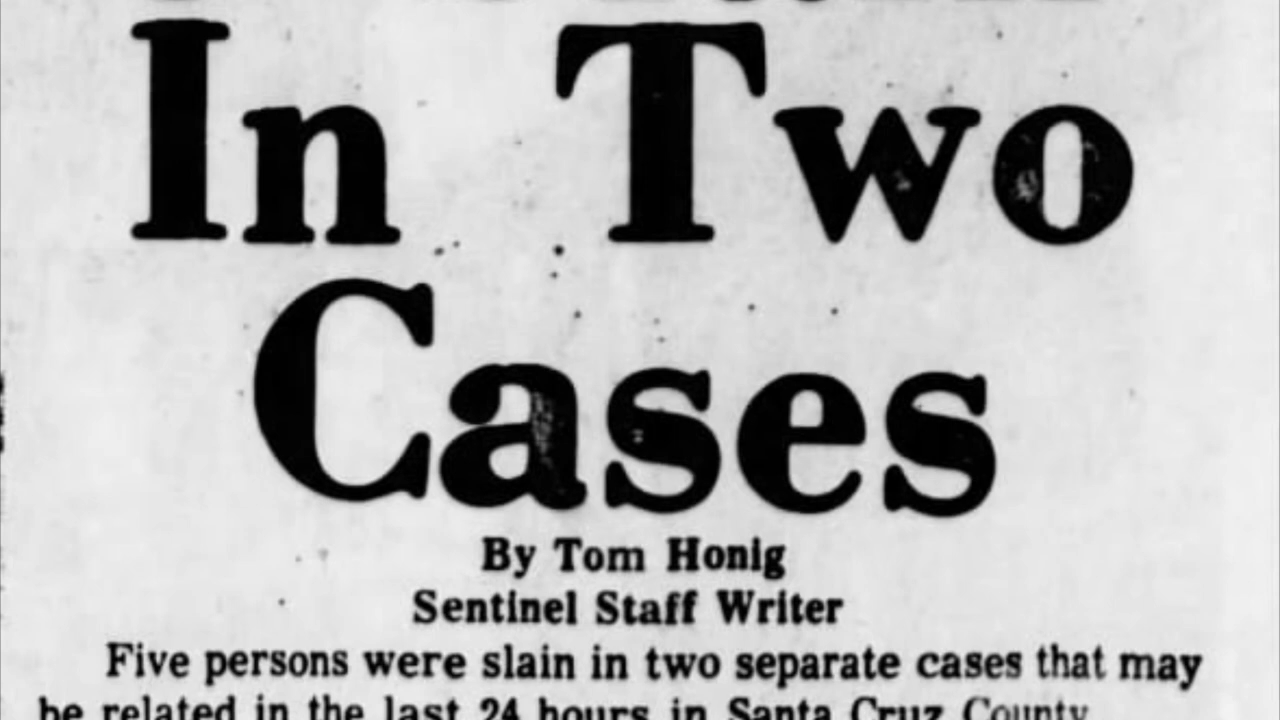 In Two
Cases
By Tom Honig
Sentinel Staff Writer
Five persons were slain in two separate cases that may
be related in the last 24 hours in Santa Cruz County